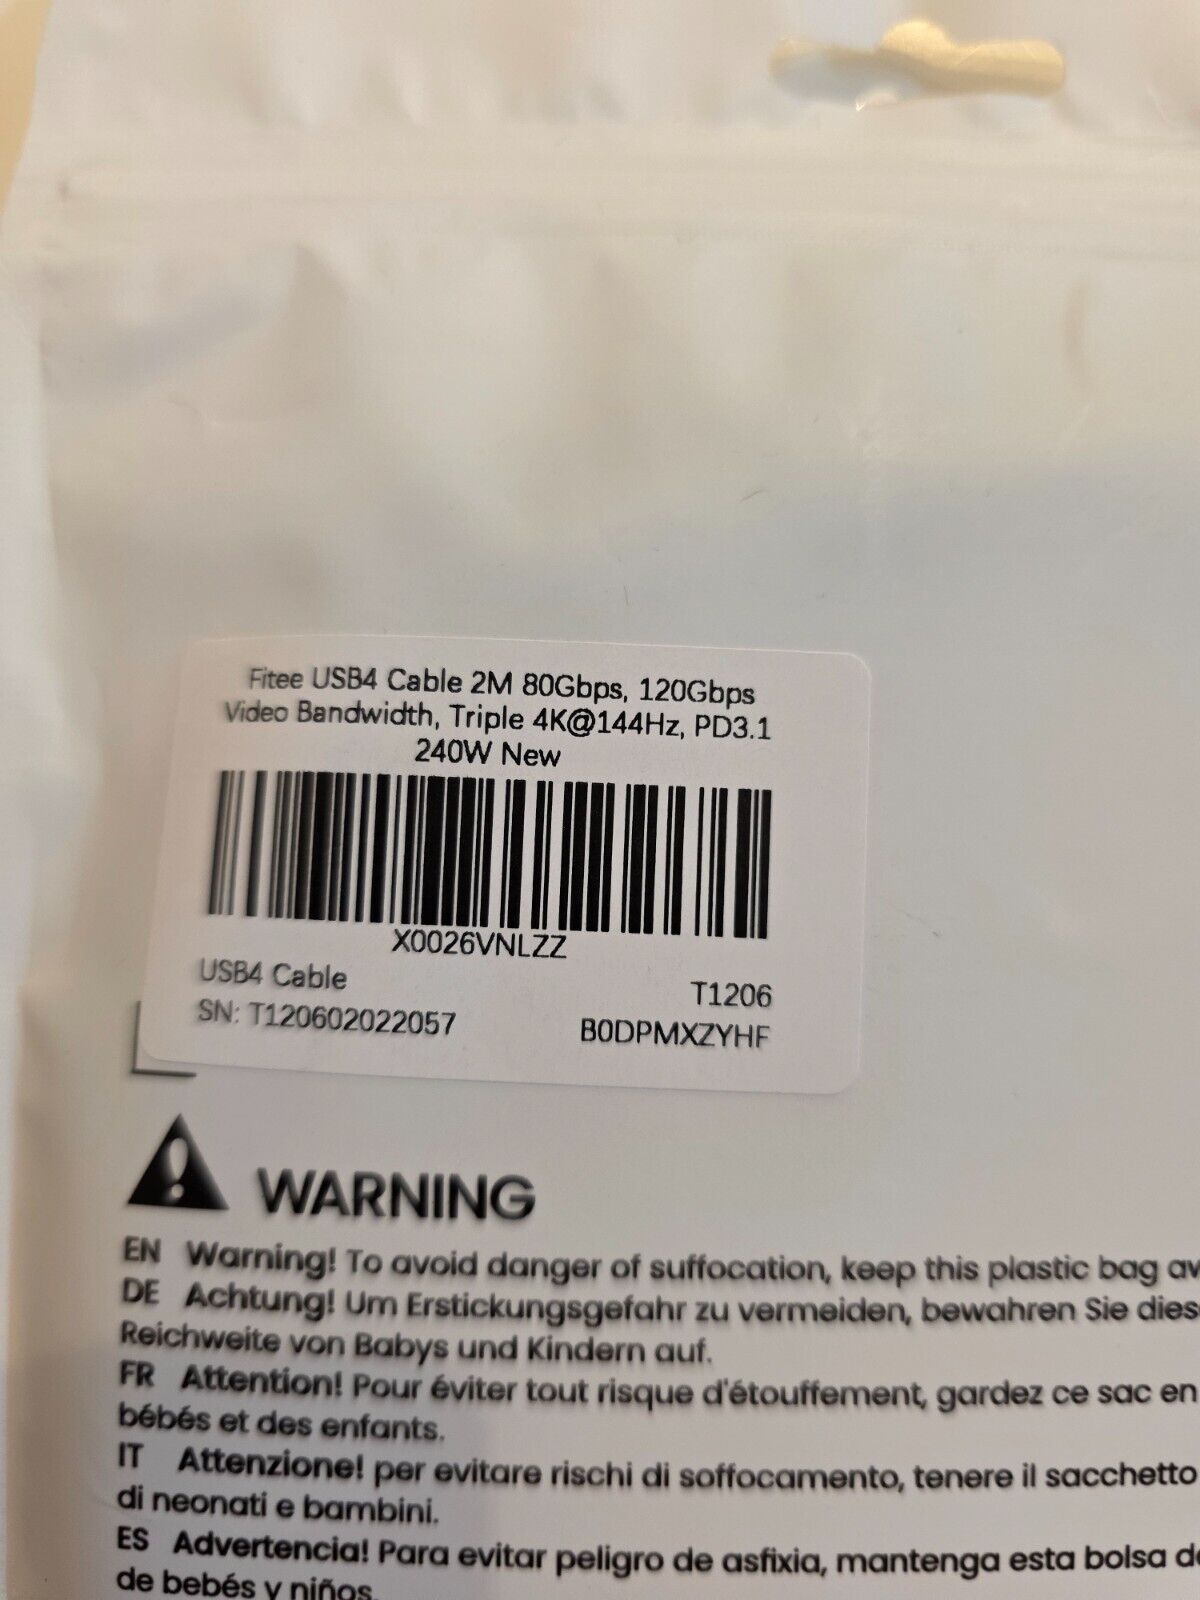 Fitee USB4 Cable 2M 80Gbps, 120Gbps
Video Bandwidth, Triple 4K@144Hz, PD3.1
240W New
X0026VNLZZ
USB4 Cable
T1206
SN: T120602022057
B0DPMXZYHF
WARNING
EN Warning! To avoid danger of suffocation, keep this plastic bag
DE Achtung! Um Erstickungsgefahr zu vermeiden, bewahren Sie
Reichweite von Babys und Kindern auf.
FR Attention! Pour éviter tout risque d'étouffement, gardez ce sac en
bébés et des enfants.
IT Attenzione! per evitare rischi di soffocamento, tenere il sacchetto
di neonati e bambini.
ES Advertencia! Para evitar peligro de asfixia, mantenga esta bolsa
de bebés y niños.